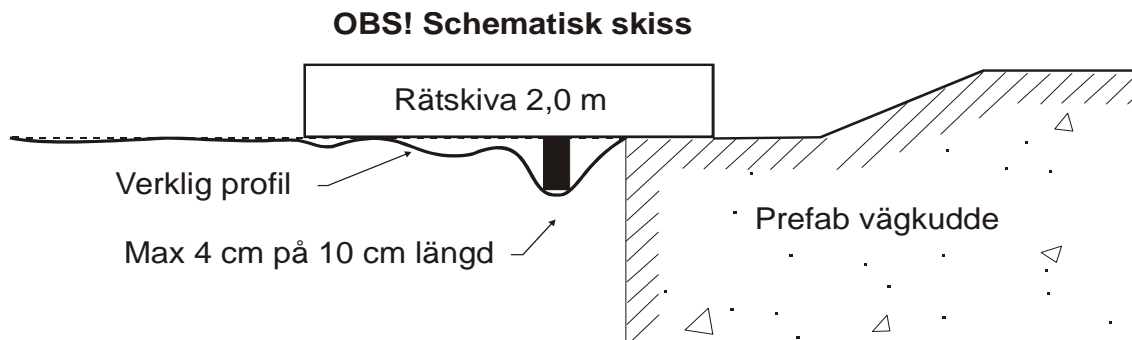 OBS! Schematisk skiss
Rätskiva 2,0 m
Verklig profil
Prefab vägkudde
Max 4 cm på 10 cm längd